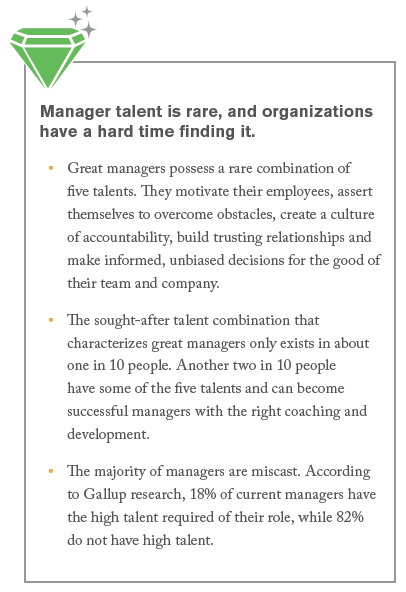 Manager talent is rare, and organizations
have a hard time finding it.
Great managers possess a rare combination of
five talents. They motivate their employees, assert
themselves to overcome obstacles, create a culture
of accountability, build trusting relationships and
make informed, unbiased decisions for the good of
their team and company.
The sought-after talent combination that
characterizes great managers only exists in about
one in 10 people. Another two in 10 people
have some of the five talents and can become
successful managers with the right coaching and
development.
The majority of managers are miscast. According
to Gallup research, 18% of current managers have
the high talent required of their role, while 82%
do not have high talent.